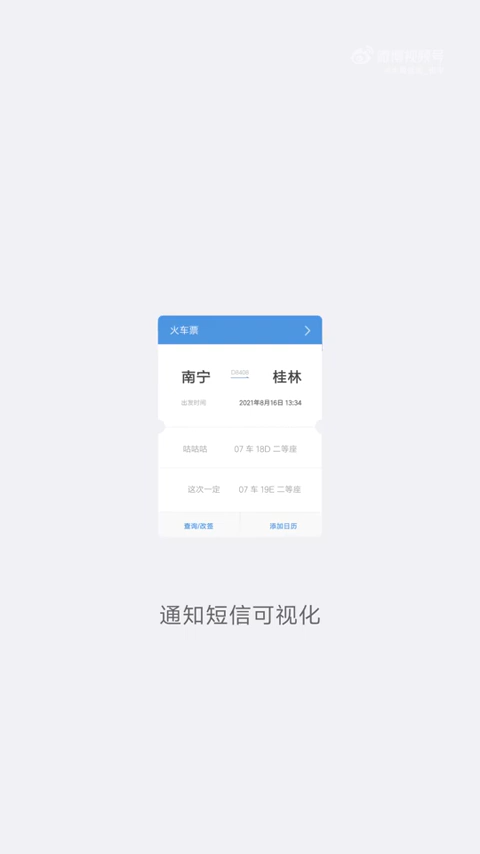 火车票
南宁
桂林
出发时间
2021年8月16日 13:34
咕咕咕
07 车 18D 二等座
这次一定
07 车 19E 二等座
查询/改签
添加日历
通知短信可视化